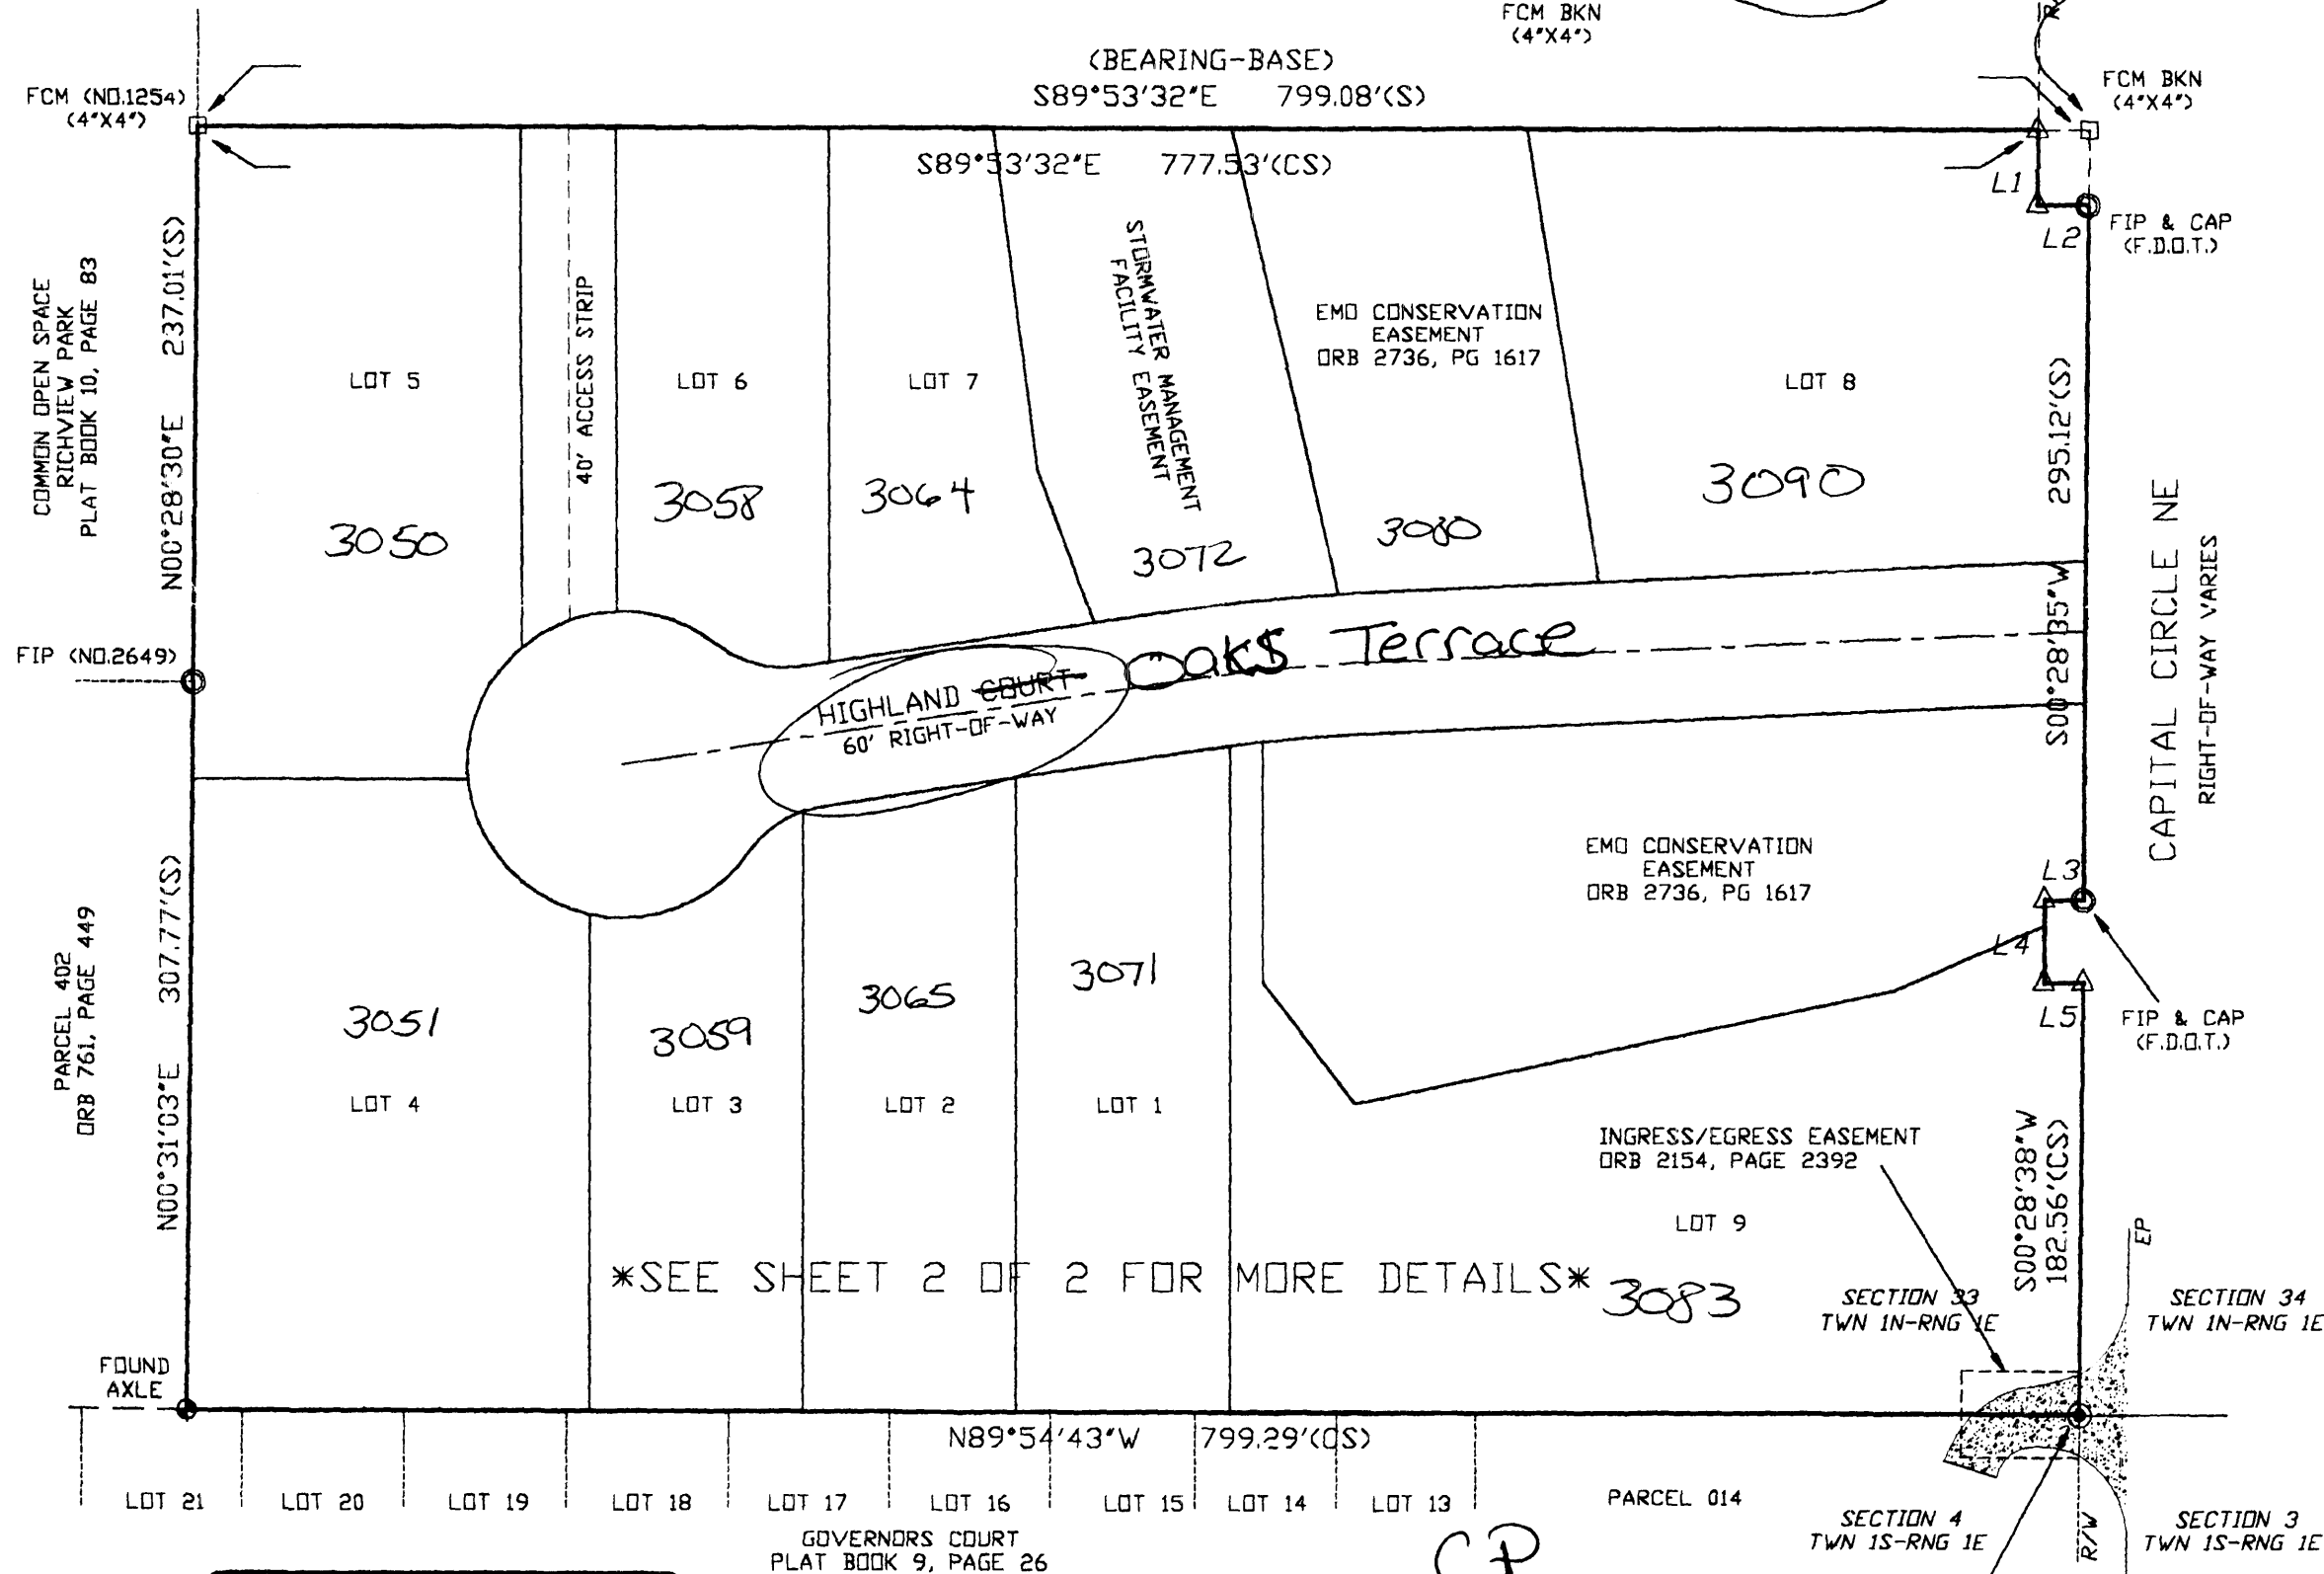 FCM BKN
(4"X4")
(BEARING-BASE)
S89°53'32"E 799.08'(S)
FCM (NO.1254)
(4"X4")
FCM BKN
(4"X4")
S89°53'32"E 777.53'(CS)
L1
L2
FIP & CAP
(F.D.O.T.)
COMMON OPEN SPACE
RICHVIEW PARK
PLAT BOOK 10, PAGE 83
N00°28'30"E 237.01'(S)
40' ACCESS STRIP
STORMWATER MANAGEMENT
FACILITY EASEMENT
EMO CONSERVATION
EASEMENT
ORB 2736, PG 1617
LOT 5
LOT 6
LOT 7
LOT 8
3050
3058
3064
3072
3080
3090
S00°28'35"W 295.12'(S)
CAPITAL CIRCLE NE
RIGHT-OF-WAY VARIES
FIP (NO.2649)
HIGHLAND COURT Oaks Terrace
60' RIGHT-OF-WAY
EMO CONSERVATION
EASEMENT
ORB 2736, PG 1617
L3
L4
L5
FIP & CAP
(F.D.O.T.)
PARCEL 402
ORB 761, PAGE 449
N00°31'03"E 307.77'(S)
3051
3059
3065
3071
LOT 4
LOT 3
LOT 2
LOT 1
INGRESS/EGRESS EASEMENT
ORB 2154, PAGE 2392
LOT 9
S00°28'38"W
182.56'(CS)
EP
*SEE SHEET 2 OF 2 FOR MORE DETAILS*
3083
SECTION 33
TWN 1N-RNG 1E
SECTION 34
TWN 1N-RNG 1E
FOUND
AXLE
N89°54'43"W 799.29'(CS)
LOT 21 LOT 20 LOT 19 LOT 18 LOT 17 LOT 16 LOT 15 LOT 14 LOT 13
PARCEL 014
GOVERNORS COURT
PLAT BOOK 9, PAGE 26
SECTION 4
TWN 1S-RNG 1E
R/W
SECTION 3
TWN 1S-RNG 1E